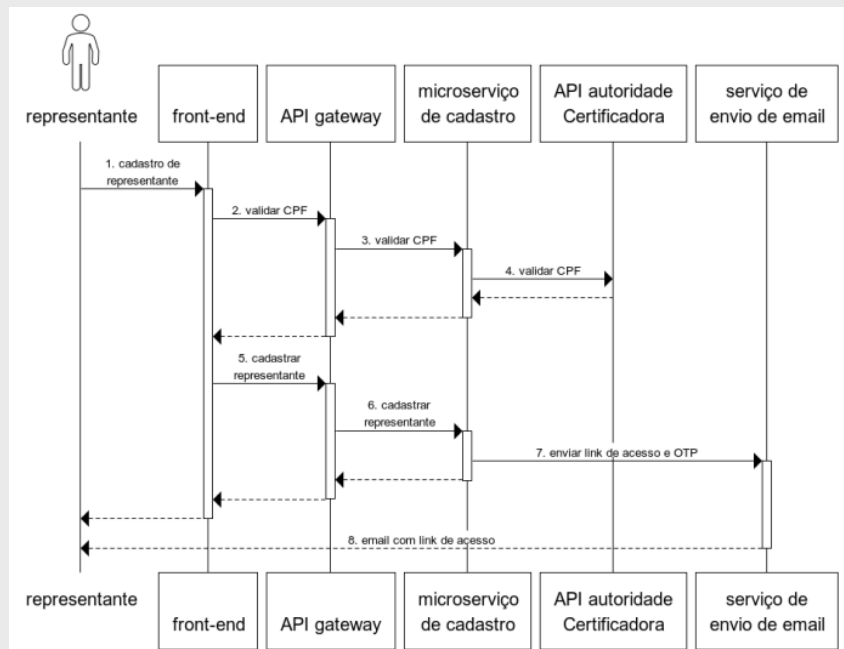 representante
front-end
API gateway
microserviço
de cadastro
API autoridade
Certificadora
serviço de
envio de email
1. cadastro de
representante
2. validar CPF
3. validar CPF
4. validar CPF
5. cadastrar
representante
6. cadastrar
representante
7. enviar link de acesso e OTP
8. email com link de acesso
representante
front-end
API gateway
microserviço
de cadastro
API autoridade
Certificadora
serviço de
envio de email